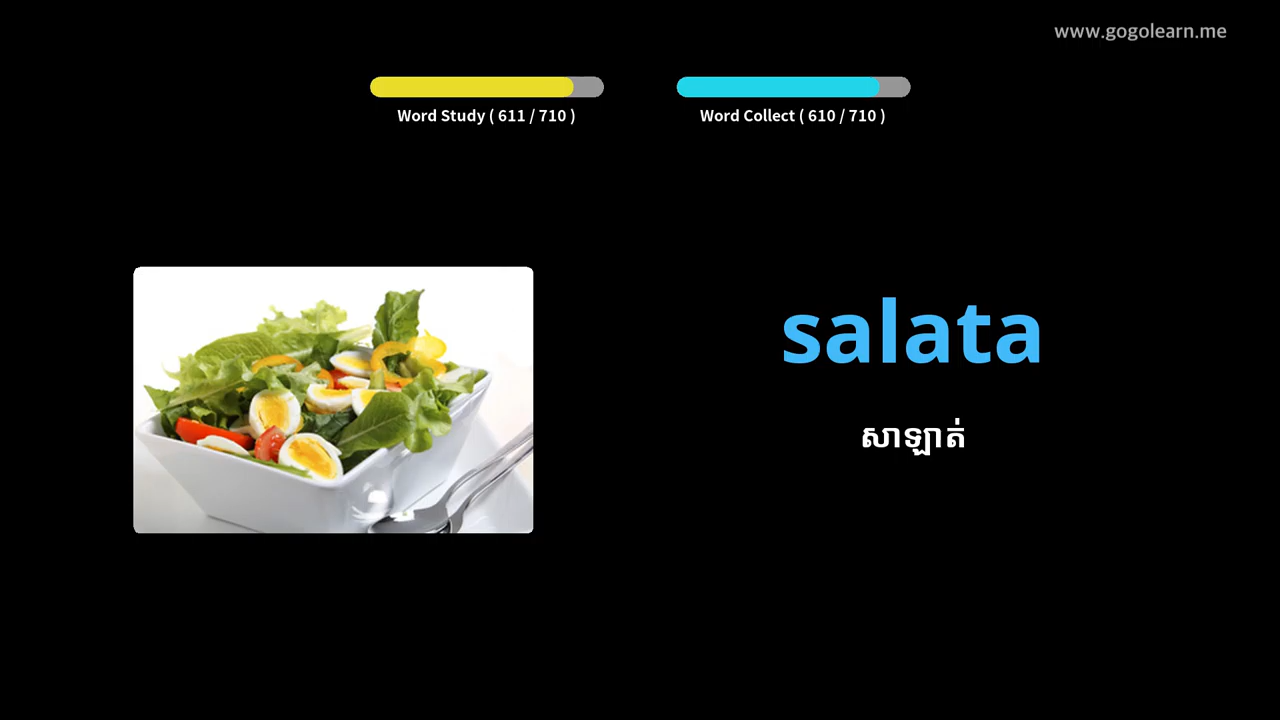 www.gogolearn.me
Word Study ( 611 / 710 )
Word Collect ( 610 / 710 )
salata
សាឡាត់